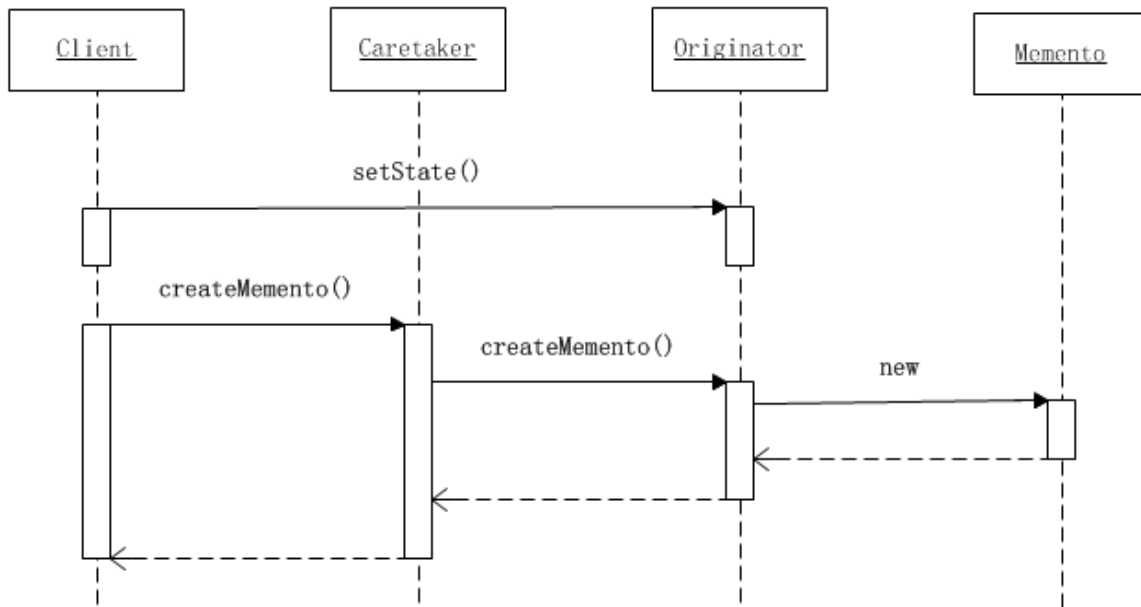 Client
Caretaker
Originator
Memento
setState()
createMemento()
createMemento()
new